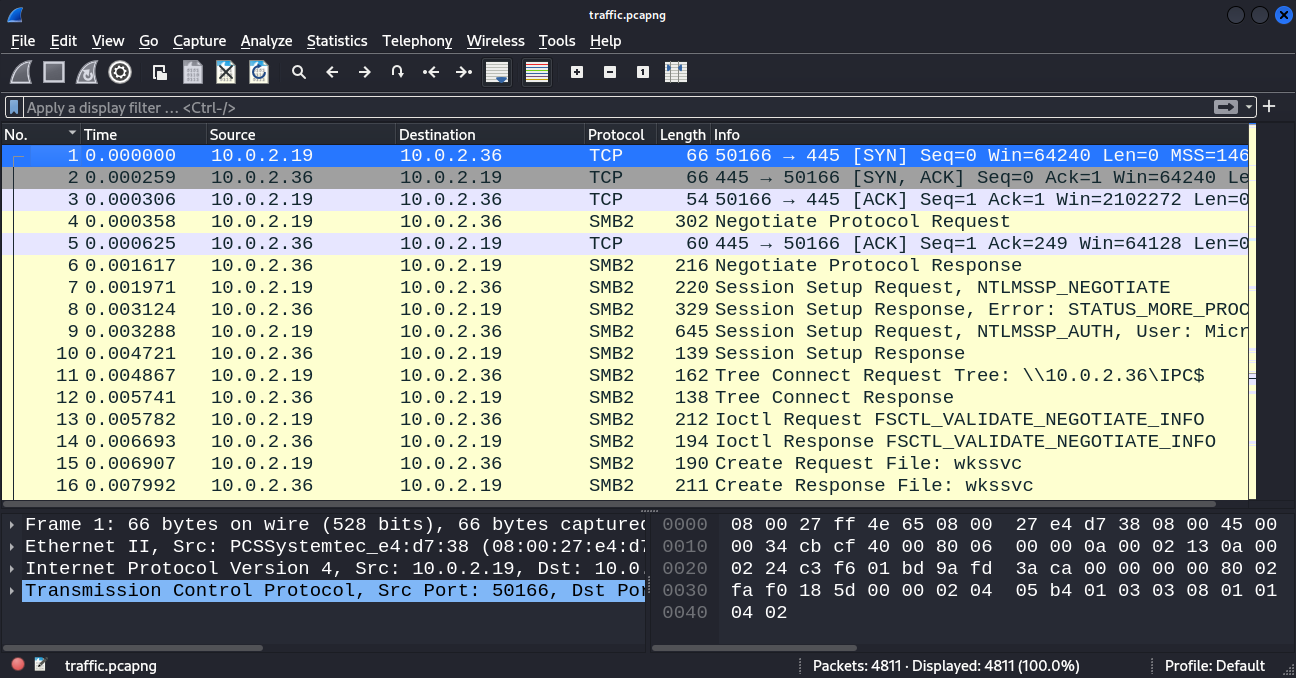 traffic.pcapng
File Edit View Go Capture Analyze Statistics Telephony Wireless Tools Help
Apply a display filter … <Ctrl-/>
No. Time Source Destination Protocol Length Info
1 0.000000 10.0.2.19 10.0.2.36 TCP 66 50166 → 445 [SYN] Seq=0 Win=64240 Len=0 MSS=146
2 0.000259 10.0.2.36 10.0.2.19 TCP 66 445 → 50166 [SYN, ACK] Seq=0 Ack=1 Win=64240 Le
3 0.000306 10.0.2.19 10.0.2.36 TCP 54 50166 → 445 [ACK] Seq=1 Ack=1 Win=2102272 Len=0
4 0.000358 10.0.2.19 10.0.2.36 SMB2 302 Negotiate Protocol Request
5 0.000625 10.0.2.36 10.0.2.19 TCP 60 445 → 50166 [ACK] Seq=1 Ack=249 Win=64128 Len=0
6 0.001617 10.0.2.36 10.0.2.19 SMB2 216 Negotiate Protocol Response
7 0.001971 10.0.2.19 10.0.2.36 SMB2 220 Session Setup Request, NTLMSSP_NEGOTIATE
8 0.003124 10.0.2.36 10.0.2.19 SMB2 329 Session Setup Response, Error: STATUS_MORE_PROC
9 0.003288 10.0.2.19 10.0.2.36 SMB2 645 Session Setup Request, NTLMSSP_AUTH, User: Micr
10 0.004721 10.0.2.36 10.0.2.19 SMB2 139 Session Setup Response
11 0.004867 10.0.2.19 10.0.2.36 SMB2 162 Tree Connect Request Tree: \\10.0.2.36\IPC$
12 0.005741 10.0.2.36 10.0.2.19 SMB2 138 Tree Connect Response
13 0.005782 10.0.2.19 10.0.2.36 SMB2 212 Ioctl Request FSCTL_VALIDATE_NEGOTIATE_INFO
14 0.006693 10.0.2.36 10.0.2.19 SMB2 194 Ioctl Response FSCTL_VALIDATE_NEGOTIATE_INFO
15 0.006907 10.0.2.19 10.0.2.36 SMB2 190 Create Request File: wkssvc
16 0.007992 10.0.2.36 10.0.2.19 SMB2 211 Create Response File: wkssvc
Frame 1: 66 bytes on wire (528 bits), 66 bytes captured
Ethernet II, Src: PCSSystemtec_e4:d7:38 (08:00:27:e4:d7
Internet Protocol Version 4, Src: 10.0.2.19, Dst: 10.0.
Transmission Control Protocol, Src Port: 50166, Dst Por
0000 08 00 27 ff 4e 65 08 00 27 e4 d7 38 08 00 45 00
0010 00 34 cb cf 40 00 80 06 00 00 0a 00 02 13 0a 00
0020 02 24 c3 f6 01 bd 9a fd 3a ca 00 00 00 00 80 02
0030 fa f0 18 5d 00 00 02 04 05 b4 01 03 03 08 01 01
0040 04 02
traffic.pcapng
Packets: 4811 · Displayed: 4811 (100.0%)
Profile: Default